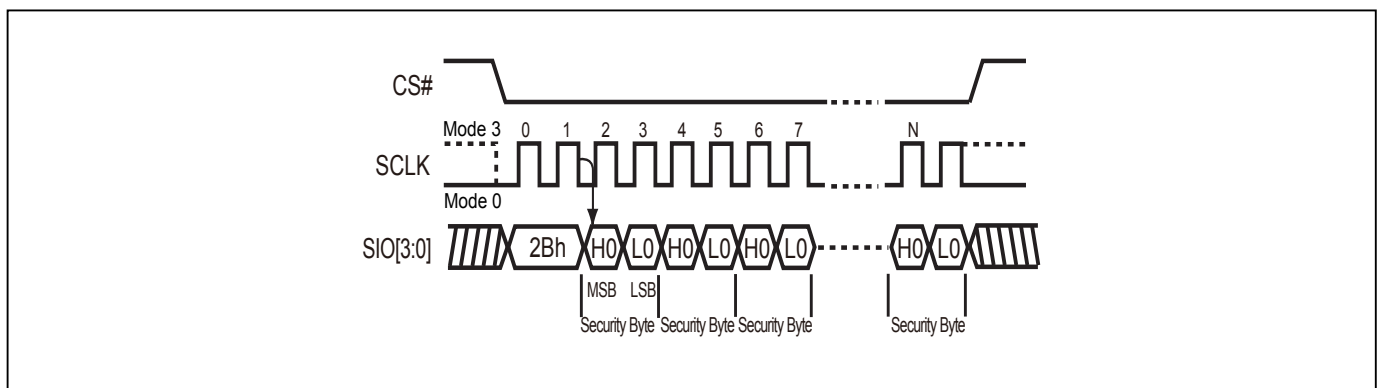 CS#
Mode 3 0 1 2 3 4 5 6 7 N
SCLK
Mode 0
SIO[3:0] 2Bh H0 L0 H0 L0 H0 L0 H0 L0
MSB LSB
Security Byte Security Byte Security Byte Security Byte